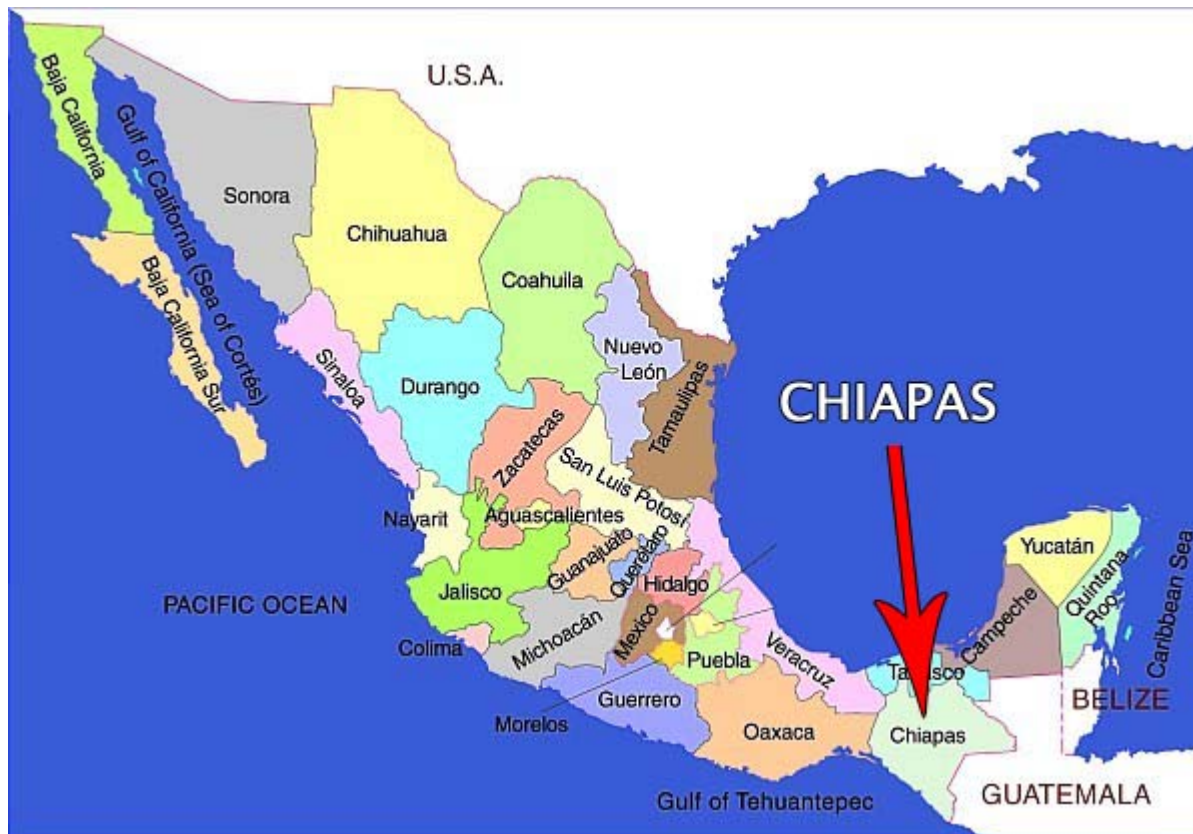 U.S.A.
Baja California
Gulf of California (Sea of Cortés)
Sonora
Chihuahua
Coahuila
Baja California Sur
Sinaloa
Nuevo
León
Durango
Tamaulipas
CHIAPAS
Zacatecas
San Luis Potosí
Nayarit
Aguascalientes
Guanajuato
Querétaro
Hidalgo
Yucatán
Quintana
Roo
Campeche
Caribbean Sea
PACIFIC OCEAN
Jalisco
Colima
Michoacán
Mexico
Puebla
Veracruz
BELIZE
Guerrero
Morelos
Oaxaca
Chiapas
Gulf of Tehuantepec
GUATEMALA